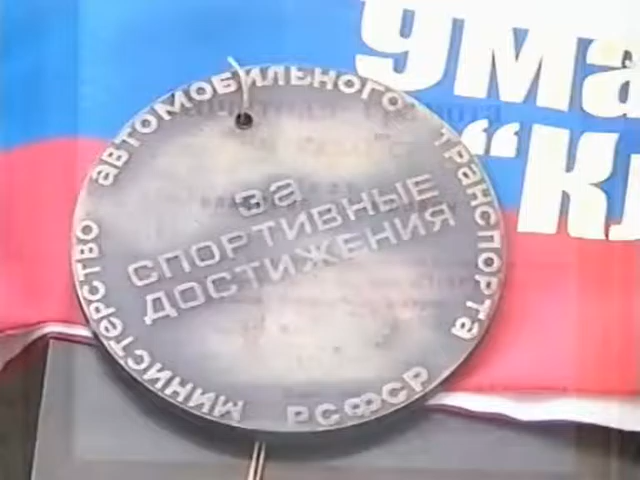 министерство автомобильного транспорта РСФСР
за
спортивные
достижения
ума
"Кл